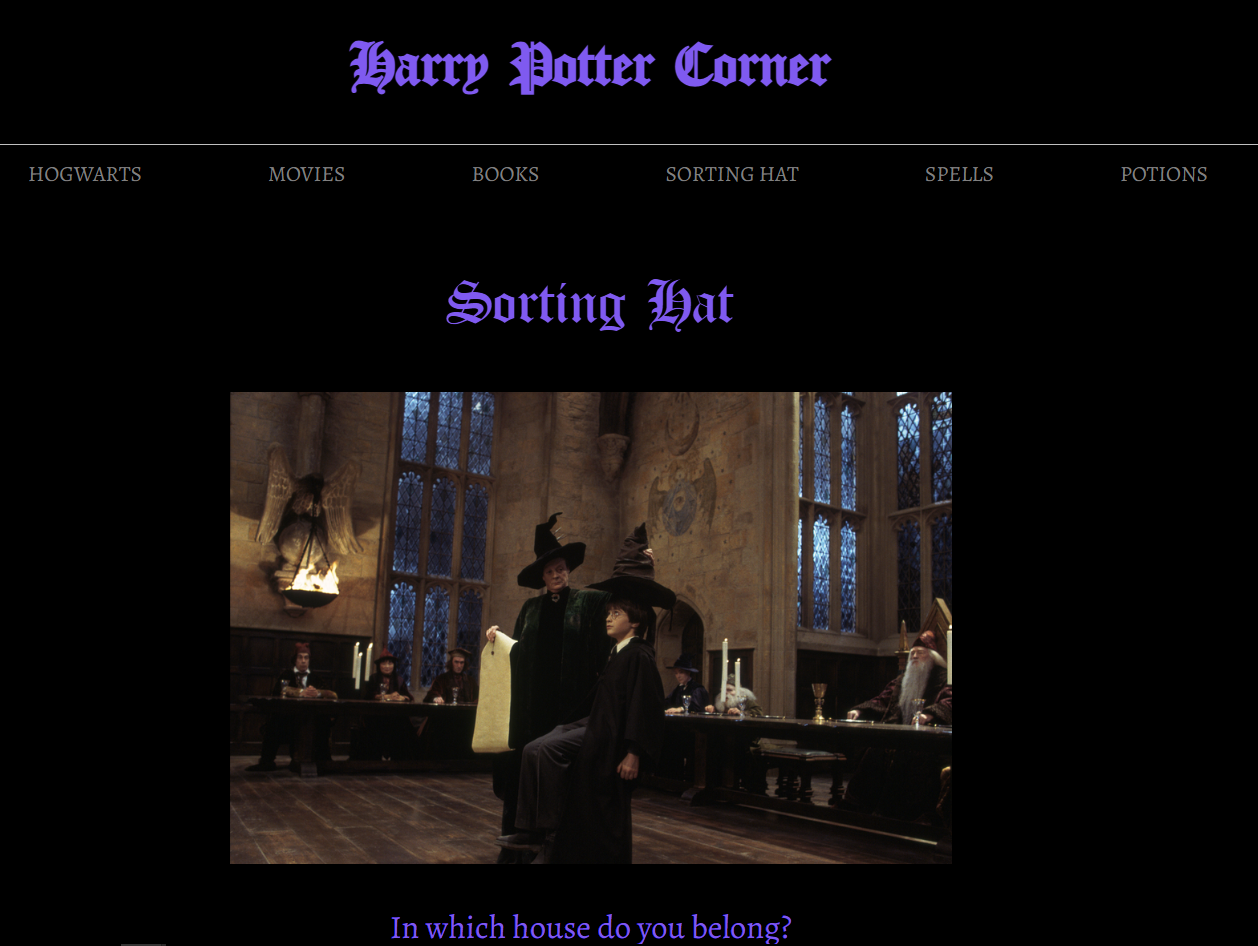 Harry Potter Corner
HOGWARTS MOVIES BOOKS SORTING HAT SPELLS POTIONS
Sorting Hat
In which house do you belong?